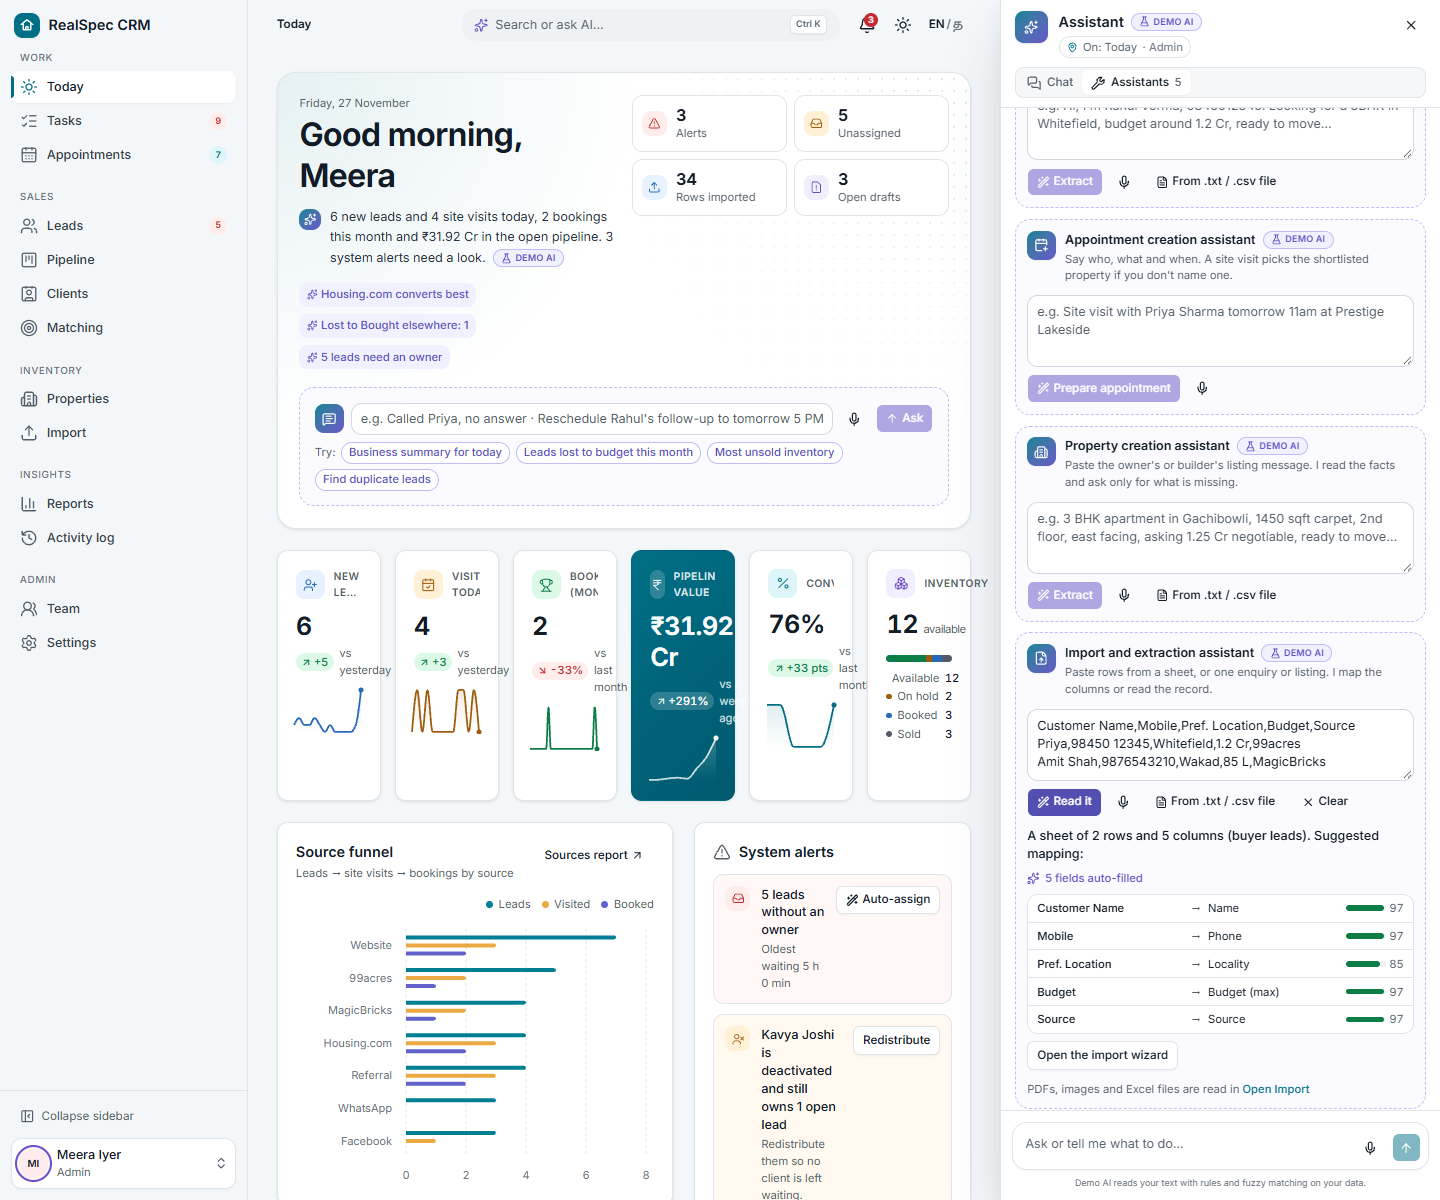 RealSpec CRM
WORK
Today
Tasks
9
Appointments
7
SALES
Leads
5
Pipeline
Clients
Matching
INVENTORY
Properties
Import
INSIGHTS
Reports
Activity log
ADMIN
Team
Settings
Collapse sidebar
MI
Meera Iyer
Admin
Today
Search or ask AI...
Ctrl K
3
EN / த
Friday, 27 November
Good morning,
Meera
6 new leads and 4 site visits today, 2 bookings
this month and ₹31.92 Cr in the open pipeline. 3
system alerts need a look.
DEMO AI
Housing.com converts best
Lost to Bought elsewhere: 1
5 leads need an owner
3
Alerts
5
Unassigned
34
Rows imported
3
Open drafts
e.g. Called Priya, no answer · Reschedule Rahul's follow-up to tomorrow 5 PM
Ask
Try:
Business summary for today
Leads lost to budget this month
Most unsold inventory
Find duplicate leads
NEW
LE...
6
+5
vs
yesterday
VISIT
TODA
4
+3
vs
yesterday
BOOK
(MON
2
-33%
vs
last
month
PIPELIN
VALUE
₹31.92
Cr
+291%
vs
week
ago
CONV
76%
+33 pts
vs
last
month
INVENTORY
12 available
Available 12
On hold 2
Booked 3
Sold 3
Source funnel
Leads → site visits → bookings by source
Sources report
Leads
Visited
Booked
Website
99acres
MagicBricks
Housing.com
Referral
WhatsApp
Facebook
0
2
4
6
8
System alerts
5 leads
without an
owner
Oldest
waiting 5 h
0 min
Auto-assign
Kavya Joshi
is
deactivated
and still
owns 1 open
lead
Redistribute
them so no
client is left
waiting.
Redistribute
Assistant
DEMO AI
On: Today · Admin
Chat
Assistants 5
Whitefield, budget around 1.2 Cr, ready to move...
Extract
From .txt / .csv file
Appointment creation assistant
DEMO AI
Say who, what and when. A site visit picks the shortlisted
property if you don't name one.
e.g. Site visit with Priya Sharma tomorrow 11am at Prestige
Lakeside
Prepare appointment
Property creation assistant
DEMO AI
Paste the owner's or builder's listing message. I read the facts
and ask only for what is missing.
e.g. 3 BHK apartment in Gachibowli, 1450 sqft carpet, 2nd
floor, east facing, asking 1.25 Cr negotiable, ready to move...
Extract
From .txt / .csv file
Import and extraction assistant
DEMO AI
Paste rows from a sheet, or one enquiry or listing. I map the
columns or read the record.
Customer Name,Mobile,Pref. Location,Budget,Source
Priya,98450 12345,Whitefield,1.2 Cr,99acres
Amit Shah,9876543210,Wakad,85 L,MagicBricks
Read it
From .txt / .csv file
Clear
A sheet of 2 rows and 5 columns (buyer leads). Suggested
mapping:
5 fields auto-filled
Customer Name → Name 97
Mobile → Phone 97
Pref. Location → Locality 85
Budget → Budget (max) 97
Source → Source 97
Open the import wizard
PDFs, images and Excel files are read in Open Import
Ask or tell me what to do...
Demo AI reads your text with rules and fuzzy matching on your data.